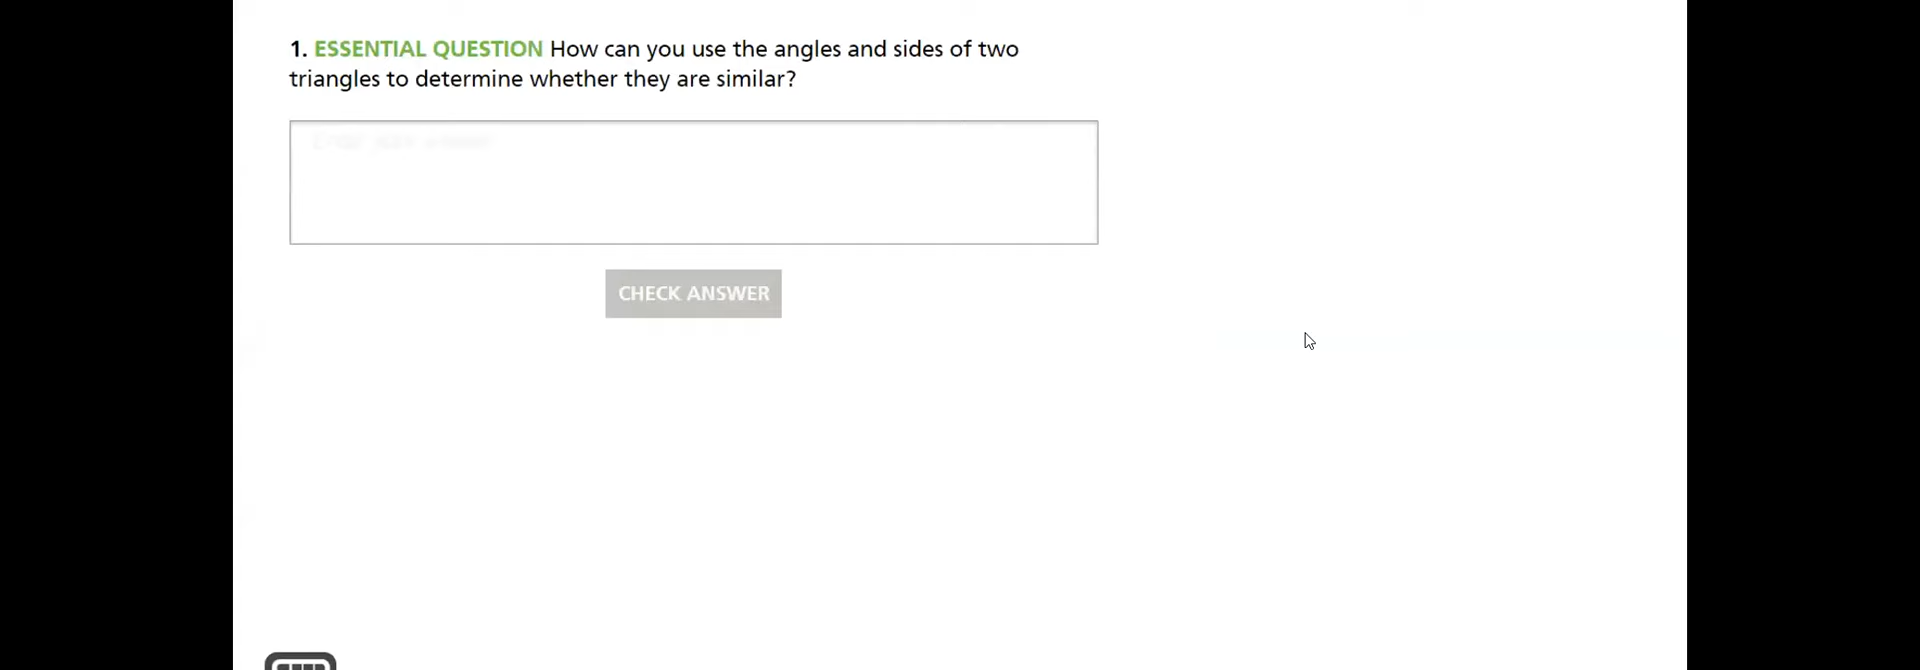 1. ESSENTIAL QUESTION How can you use the angles and sides of two
triangles to determine whether they are similar?
CHECK ANSWER